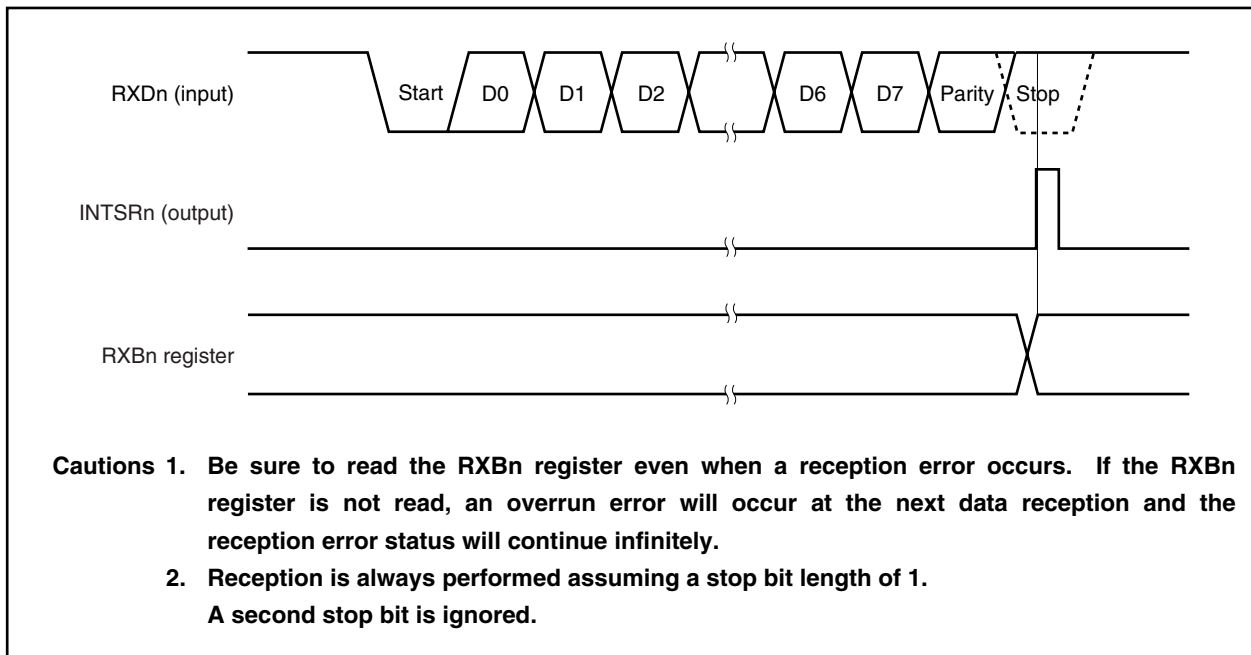 RXDn (input) Start D0 D1 D2 D6 D7 Parity Stop
INTSRn (output)
RXBn register
Cautions 1. Be sure to read the RXBn register even when a reception error occurs. If the RXBn
register is not read, an overrun error will occur at the next data reception and the
reception error status will continue infinitely.
2. Reception is always performed assuming a stop bit length of 1.
A second stop bit is ignored.